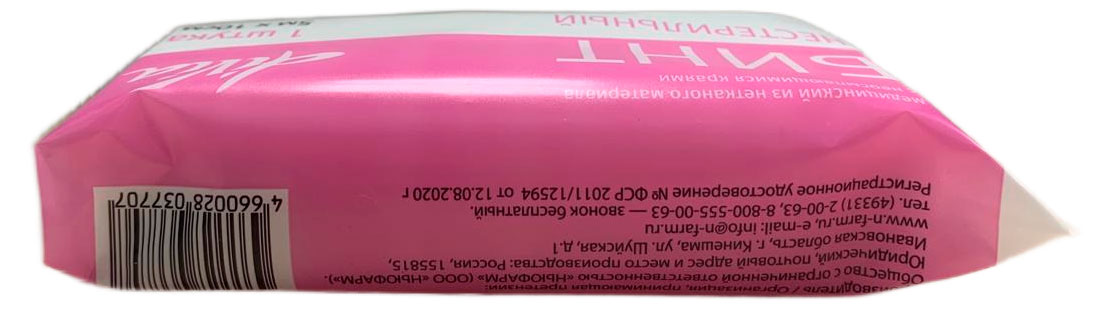 Производитель / Организация, принимающая претензии:
Общество с ограниченной ответственностью «НЬЮФАРМ» (ООО «НЬЮФАРМ»).
Юридический, почтовый адрес и место производства: Россия, 155815,
Ивановская область, г. Кинешма, ул. Шуйская, д.1
www.n-farm.ru, e-mail: info@n-farm.ru
тел. (49331) 2-00-63, 8-800-555-00-63 — звонок бесплатный.
Регистрационное удостоверение № ФСР 2011/12594 от 12.08.2020 г
4 660028 037707
медицинский из нетканого материала
с неосыпающимися краями
БИНТ
НЕСТЕРИЛЬНЫЙ
1 штука
5м х 10см